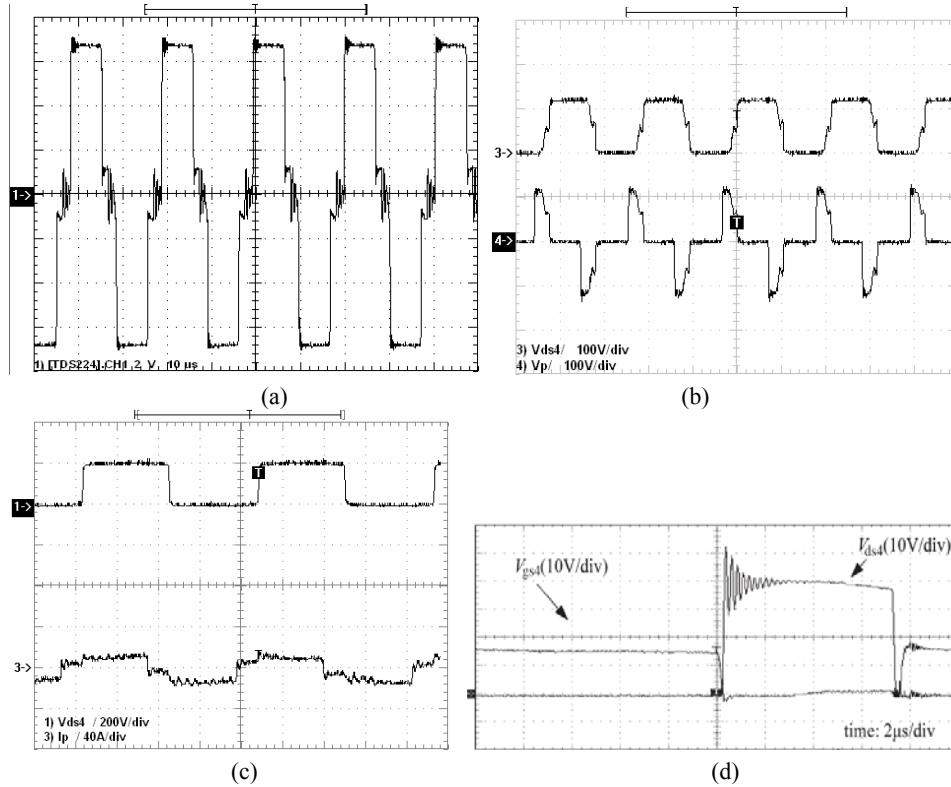 T
1->
1) [TDS224].CH1 2 V 10 us
(a)
T
3->
T
4->
3) Vds4/ 100V/div
4) Vp/ 100V/div
(b)
T
1->
T
3->
T
1) Vds4 /200V/div
3) Ip /40A/div
(c)
Vgs4(10V/div)
Vds4(10V/div)
time: 2μs/div
(d)